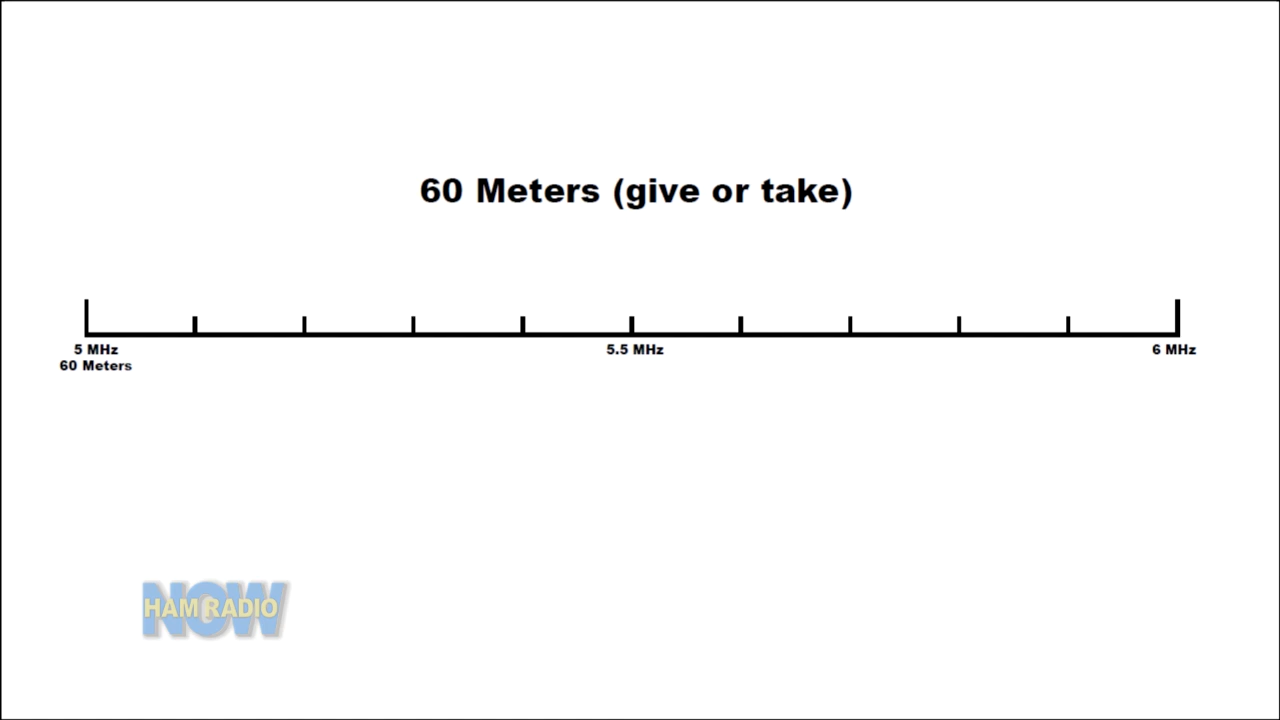 60 Meters (give or take)
5 MHz 5.5 MHz 6 MHz
60 Meters
NOW
HAM RADIO